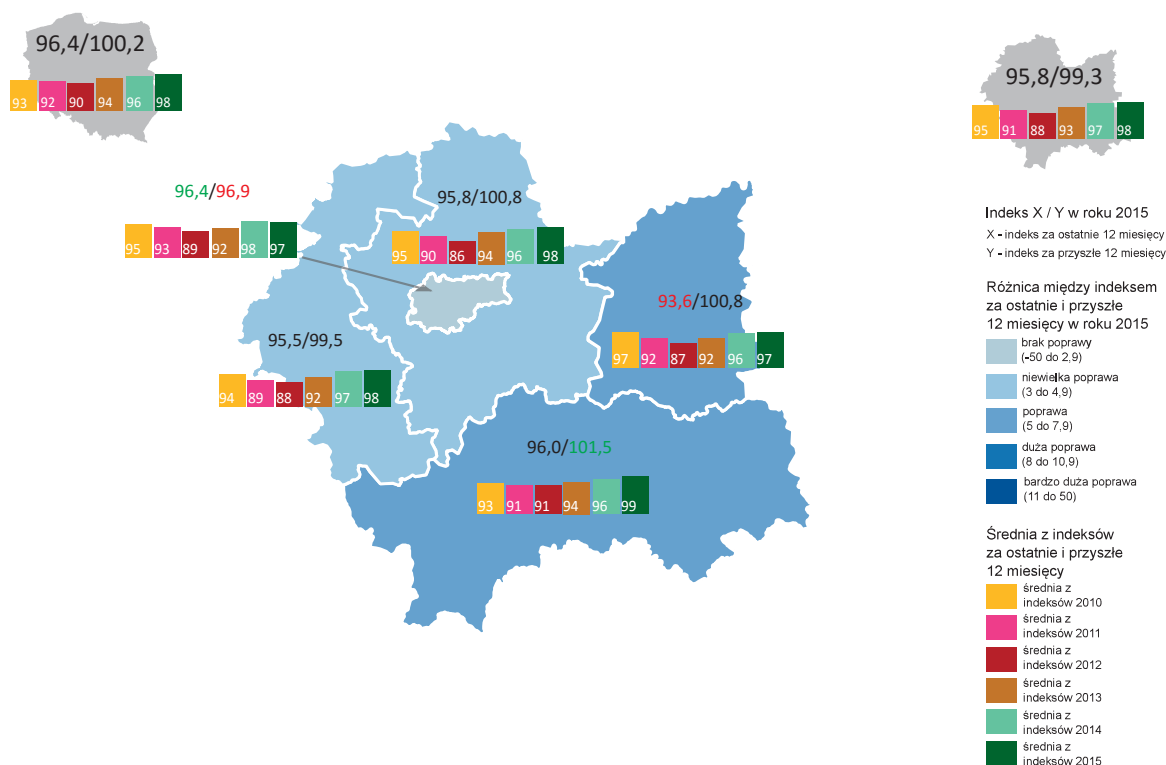 96,4/100,2
93 92 90 94 96 98
95,8/99,3
95 91 88 93 97 98
96,4/96,9
95 93 89 92 98 97
95,8/100,8
95 90 86 94 96 98
93,6/100,8
97 92 87 92 96 97
95,5/99,5
94 89 88 92 97 98
96,0/101,5
93 91 91 94 96 99
Indeks X / Y w roku 2015
X - indeks za ostatnie 12 miesięcy
Y - indeks za przyszłe 12 miesięcy
Różnica między indeksem
za ostatnie i przyszłe
12 miesięcy w roku 2015
brak poprawy
(-50 do 2,9)
niewielka poprawa
(3 do 4,9)
poprawa
(5 do 7,9)
duża poprawa
(8 do 10,9)
bardzo duża poprawa
(11 do 50)
Średnia z indeksów
za ostatnie i przyszłe
12 miesięcy
średnia z
indeksów 2010
średnia z
indeksów 2011
średnia z
indeksów 2012
średnia z
indeksów 2013
średnia z
indeksów 2014
średnia z
indeksów 2015